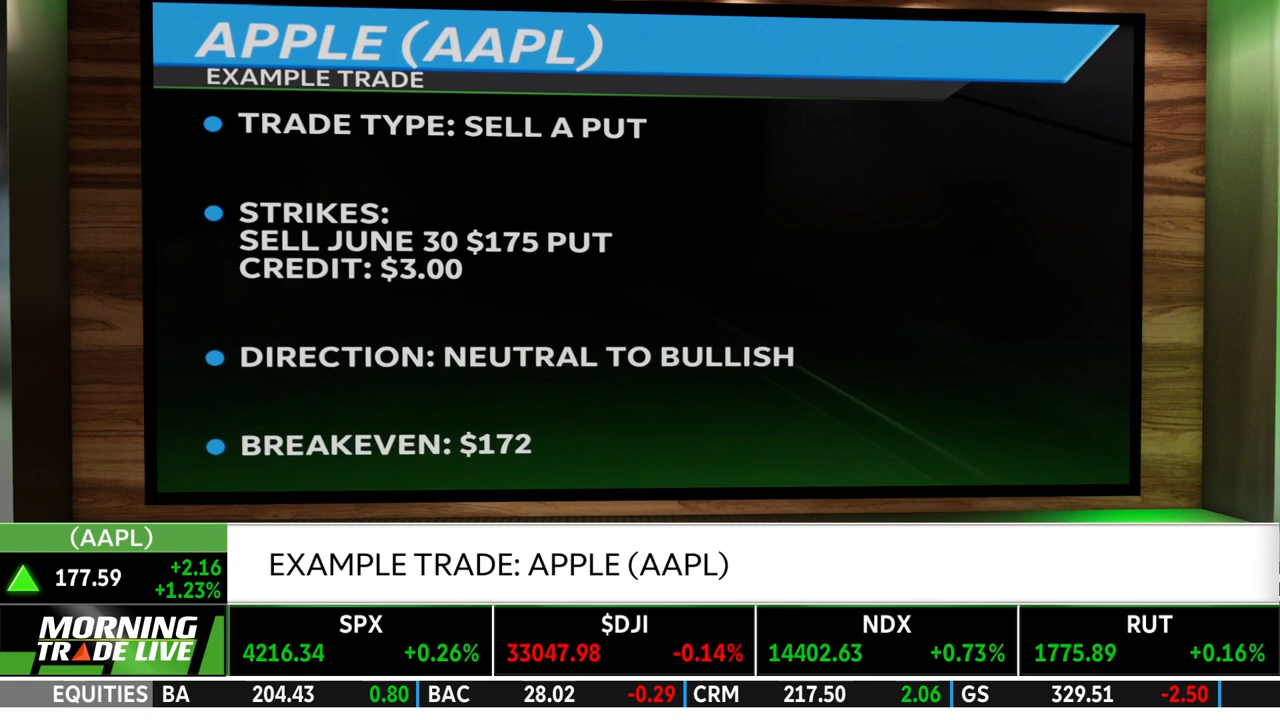 APPLE (AAPL)
EXAMPLE TRADE
TRADE TYPE: SELL A PUT
STRIKES:
SELL JUNE 30 $175 PUT
CREDIT: $3.00
DIRECTION: NEUTRAL TO BULLISH
BREAKEVEN: $172
(AAPL)
177.59
+2.16
+1.23%
EXAMPLE TRADE: APPLE (AAPL)
MORNING
TRADE LIVE
SPX
4216.34 +0.26%
$DJI
33047.98 -0.14%
NDX
14402.63 +0.73%
RUT
1775.89 +0.16%
EQUITIES BA 204.43 0.80 BAC 28.02 -0.29 CRM 217.50 2.06 GS 329.51 -2.50